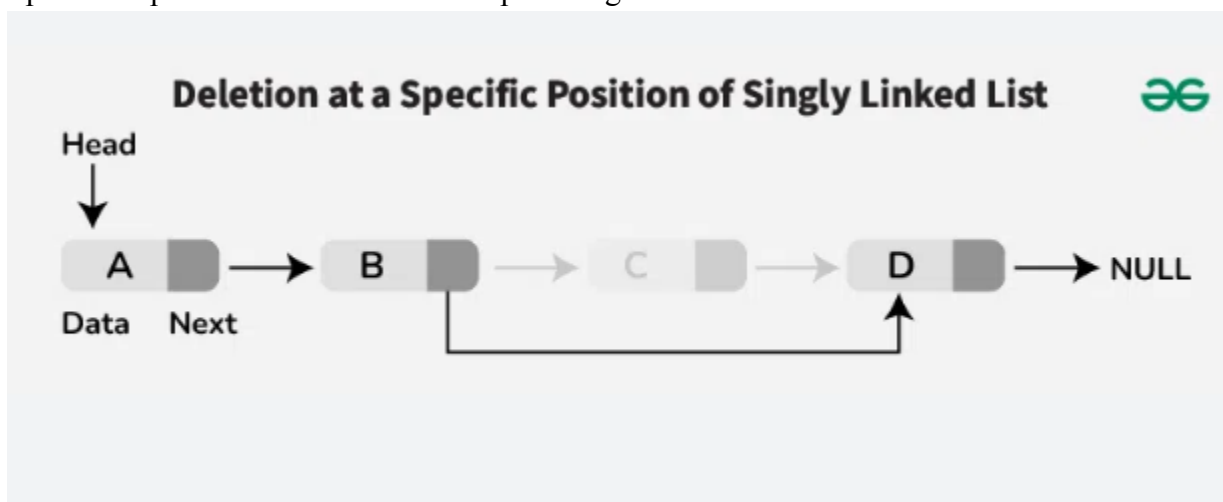 Deletion at a Specific Position of Singly Linked List
Head
A B C D NULL
Data Next